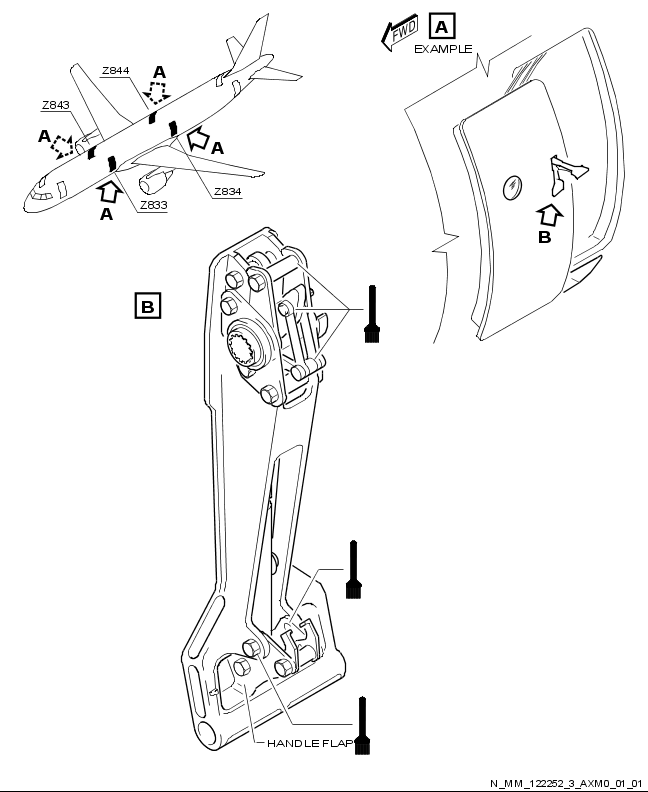 FWD
A
EXAMPLE
Z844
A
Z843
A
A
Z834
Z833
A
B
B
HANDLE FLAP
N_MM_122252_3_AXM0_01_01